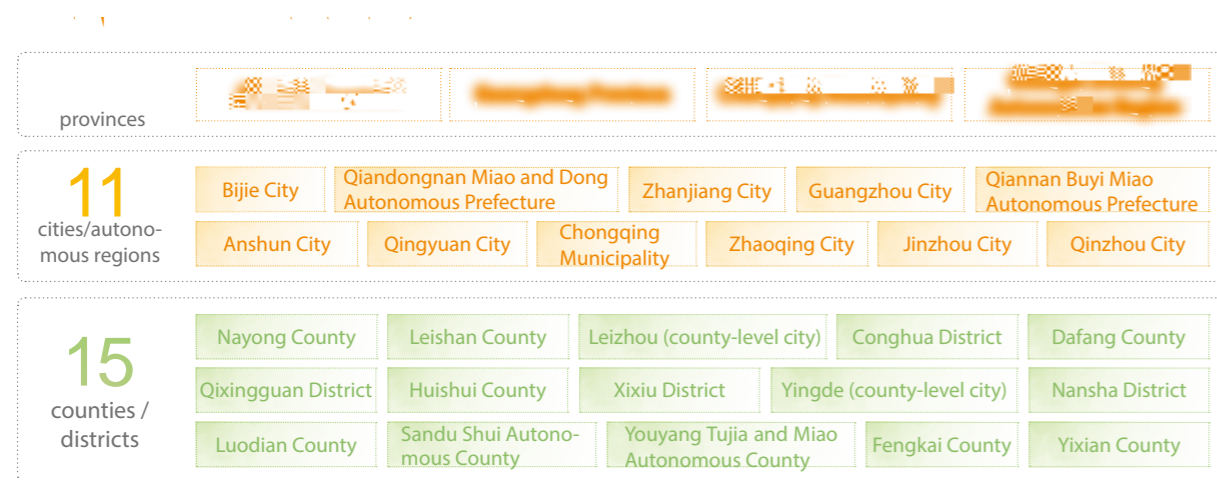 provinces
11
cities/autono-
mous regions
Bijie City
Qiandongnan Miao and Dong
Autonomous Prefecture
Zhanjiang City
Guangzhou City
Qiannan Buyi Miao
Autonomous Prefecture
Anshun City
Qingyuan City
Chongqing
Municipality
Zhaoqing City
Jinzhou City
Qinzhou City
15
counties /
districts
Nayong County
Leishan County
Leizhou (county-level city)
Conghua District
Dafang County
Qixingguan District
Huishui County
Xixiu District
Yingde (county-level city)
Nansha District
Luodian County
Sandu Shui Autono-
mous County
Youyang Tujia and Miao
Autonomous County
Fengkai County
Yixian County